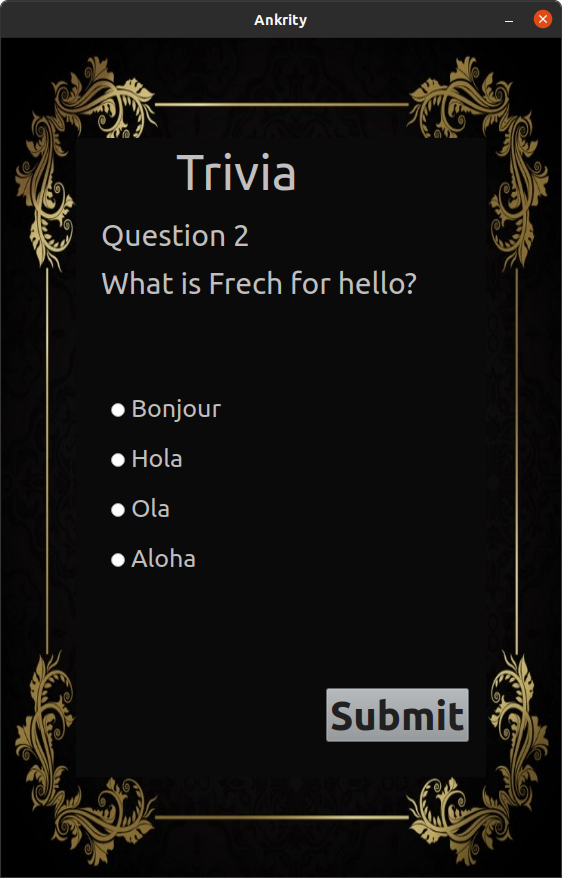 Ankrity
Trivia
Question 2
What is Frech for hello?
Bonjour
Hola
Ola
Aloha
Submit